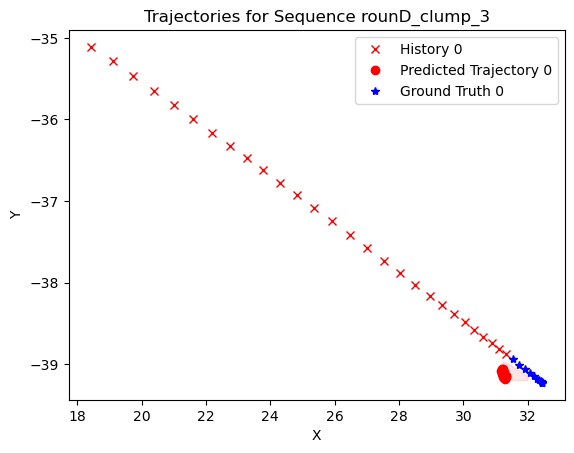 Trajectories for Sequence rounD_clump_3
History 0
Predicted Trajectory 0
Ground Truth 0
−35
−36
−37
−38
−39
Y
18 20 22 24 26 28 30 32
X